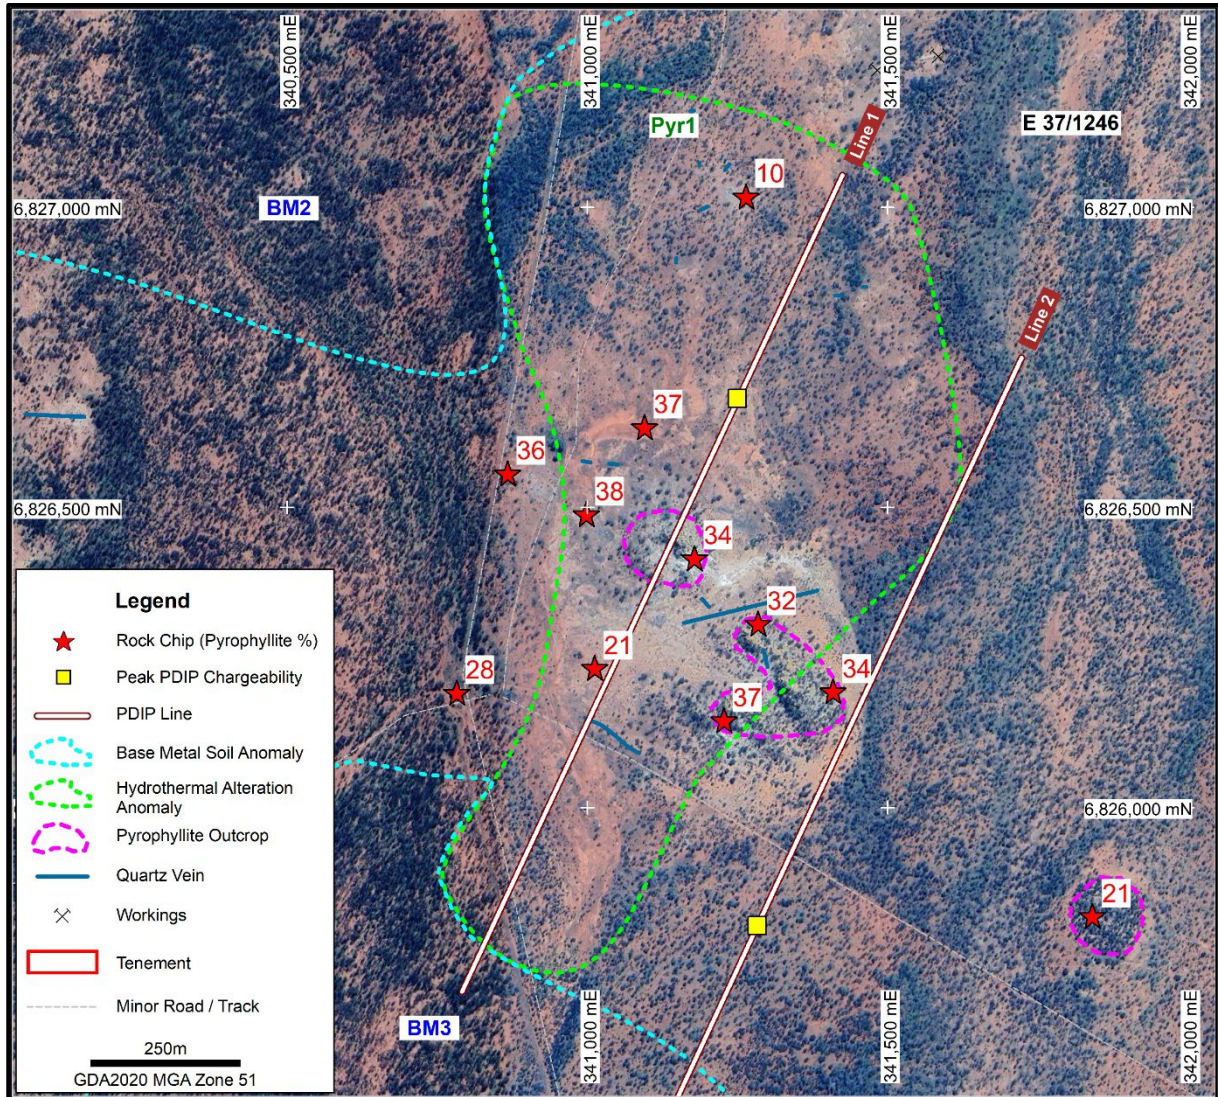 340,500 mE
341,000 mE
341,500 mE
342,000 mE
Pyr1
Line 1
E 37/1246
10
6,827,000 mN
BM2
6,827,000 mN
Line 2
37
36
38
6,826,500 mN
6,826,500 mN
34
32
21
28
34
37
6,826,000 mN
21
BM3
341,000 mE
341,500 mE
342,000 mE
Legend
Rock Chip (Pyrophyllite %)
Peak PDIP Chargeability
PDIP Line
Base Metal Soil Anomaly
Hydrothermal Alteration
Anomaly
Pyrophyllite Outcrop
Quartz Vein
Workings
Tenement
Minor Road / Track
250m
GDA2020 MGA Zone 51